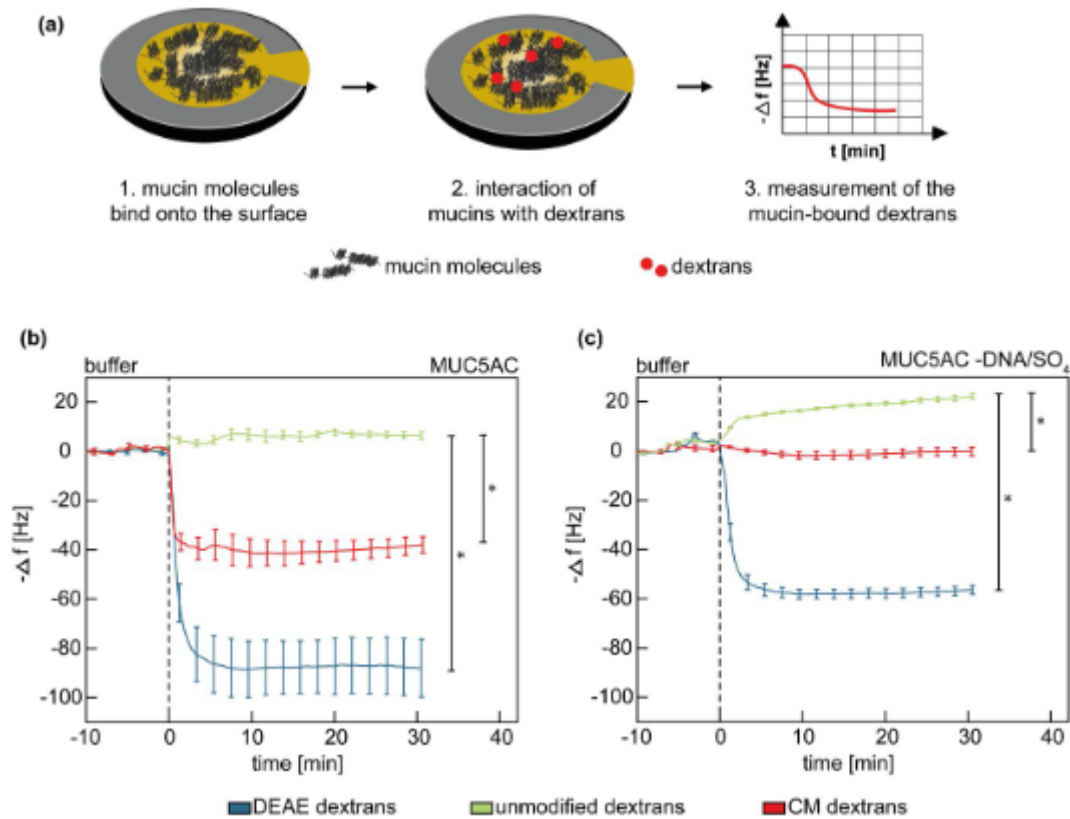 (a)
-Δ f [Hz]
t [min]
1. mucin molecules
bind onto the surface
2. interaction of
mucins with dextrans
3. measurement of the
mucin-bound dextrans
mucin molecules
dextrans
(b)
buffer
MUC5AC
20
0
-20
-40
-60
-80
-100
-Δ f [Hz]
*
*
-10
0
10
20
30
40
time [min]
(c)
buffer
MUC5AC -DNA/SO₄
20
0
-20
-40
-60
-80
-100
-Δ f [Hz]
*
*
-10
0
10
20
30
40
time [min]
DEAE dextrans
unmodified dextrans
CM dextrans